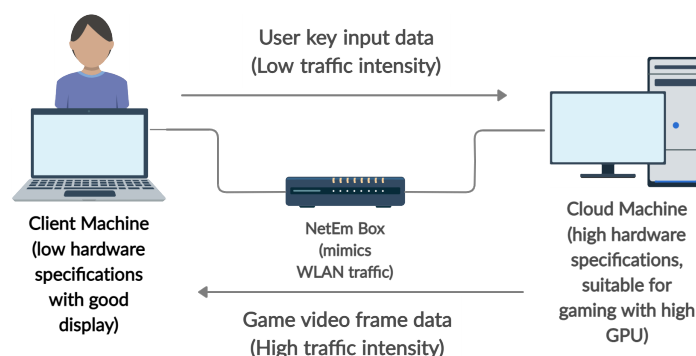 User key input data
(Low traffic intensity)
Client Machine
(low hardware
specifications
with good
display)
NetEm Box
(mimics
WLAN traffic)
Cloud Machine
(high hardware
specifications,
suitable for
gaming with high
GPU)
Game video frame data
(High traffic intensity)